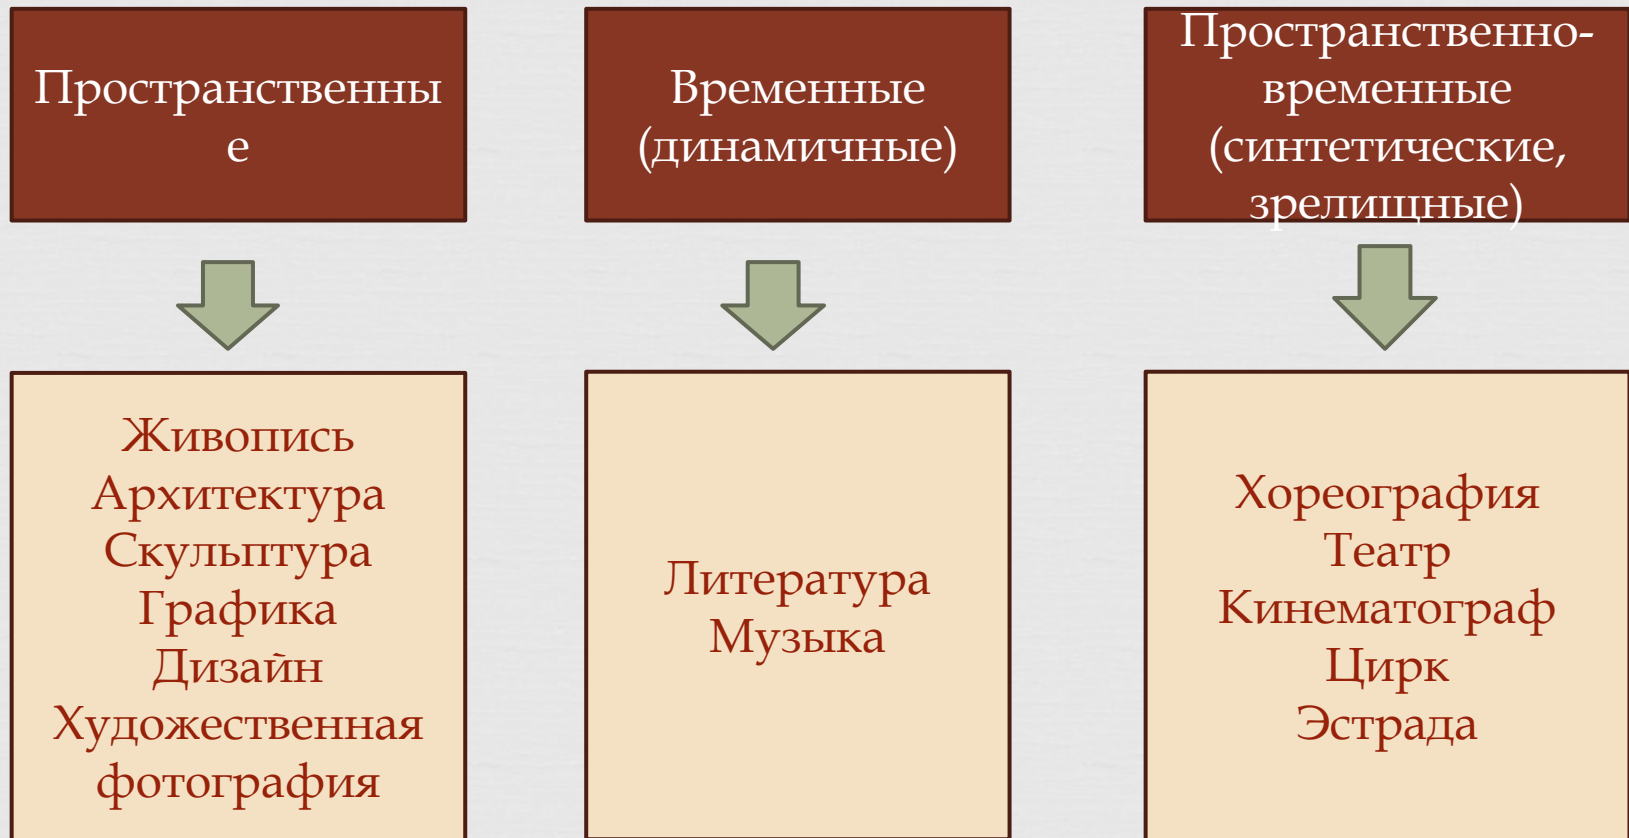 Пространственны
е
Временные
(динамичные)
Пространственно-
временные
(синтетические,
зрелищные)
Живопись
Архитектура
Скульптура
Графика
Дизайн
Художественная
фотография
Литература
Музыка
Хореография
Театр
Кинематограф
Цирк
Эстрада